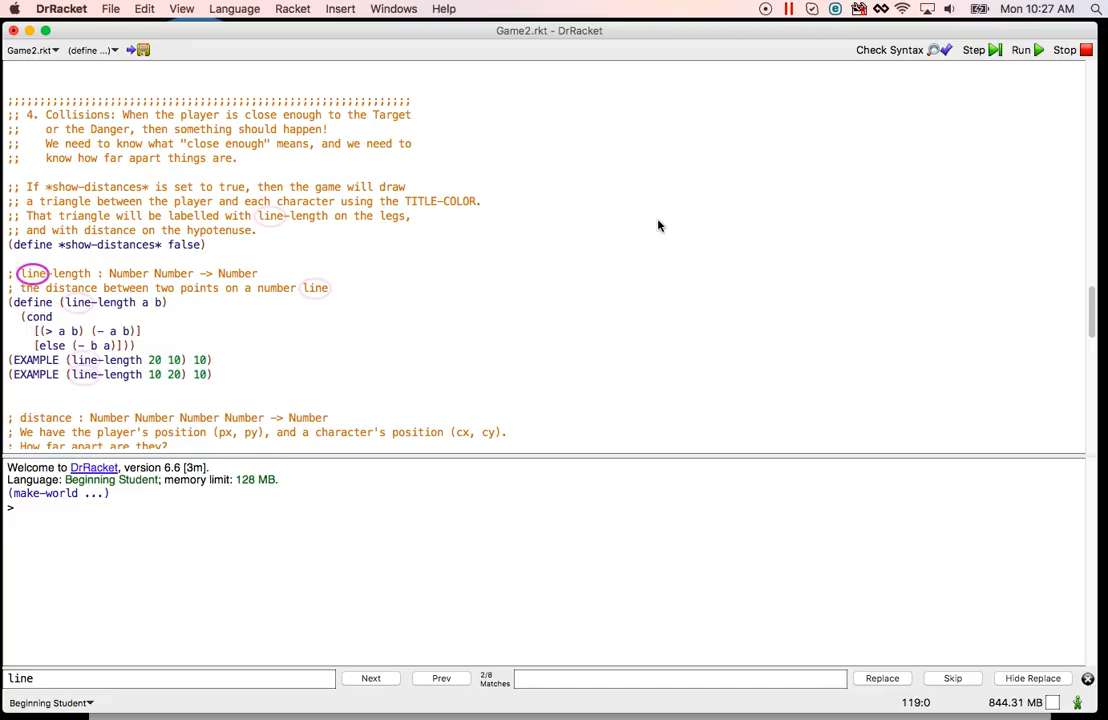 DrRacket File Edit View Language Racket Insert Windows Help Mon 10:27 AM
Game2.rkt - DrRacket
Game2.rkt▾ (define ...)▾ Check Syntax Step Run Stop
;;;;;;;;;;;;;;;;;;;;;;;;;;;;;;;;;;;;;;;;;;;;;;;;;;;;;;;;;;;;;;;
;; 4. Collisions: When the player is close enough to the Target
;; or the Danger, then something should happen!
;; We need to know what "close enough" means, and we need to
;; know how far apart things are.
;; If *show-distances* is set to true, then the game will draw
;; a triangle between the player and each character using the TITLE-COLOR.
;; That triangle will be labelled with line-length on the legs,
;; and with distance on the hypotenuse.
(define *show-distances* false)
; line-length : Number Number -> Number
; the distance between two points on a number line
(define (line-length a b)
(cond
[(> a b) (- a b)]
[else (- b a)]))
(EXAMPLE (line-length 20 10) 10)
(EXAMPLE (line-length 10 20) 10)
; distance : Number Number Number Number -> Number
; We have the player's position (px, py), and a character's position (cx, cy).
; How far apart are they?
Welcome to DrRacket, version 6.6 [3m].
Language: Beginning Student; memory limit: 128 MB.
(make-world ...)
>
line Next Prev 2/8 Matches Replace Skip Hide Replace
Beginning Student▾ 119:0 844.31 MB